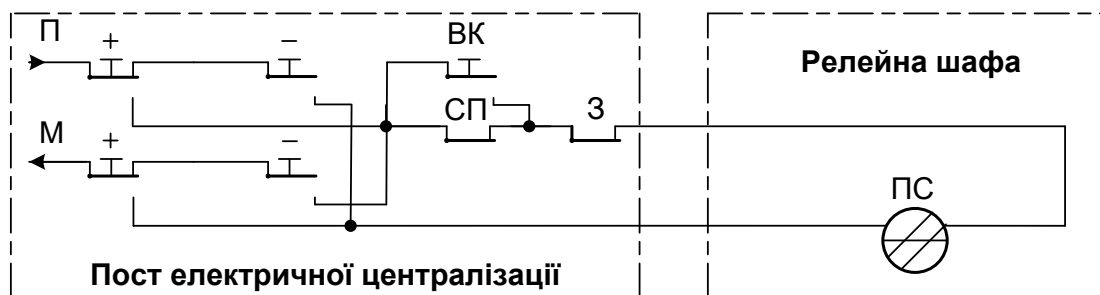 П + – ВК
Релейна шафа
СП З
М + –
ПС
Пост електричної централізації